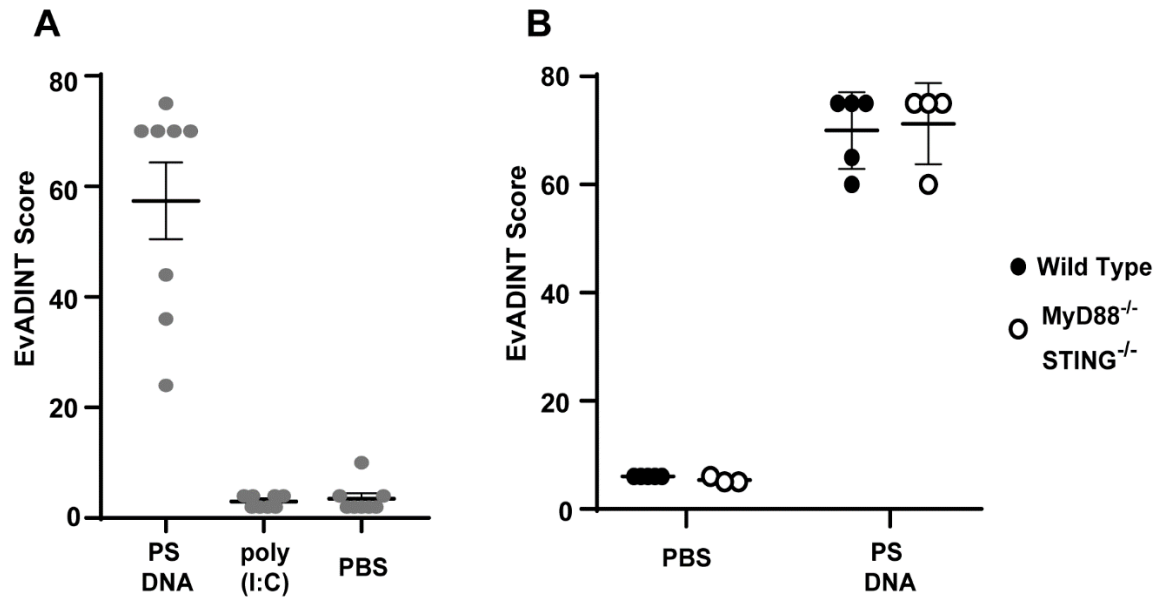 A
EvADINT Score
80
60
40
20
0
PS
DNA
poly
(I:C)
PBS
B
EvADINT Score
80
60
40
20
0
PBS
PS
DNA
Wild Type
MyD88-/-
STING-/-